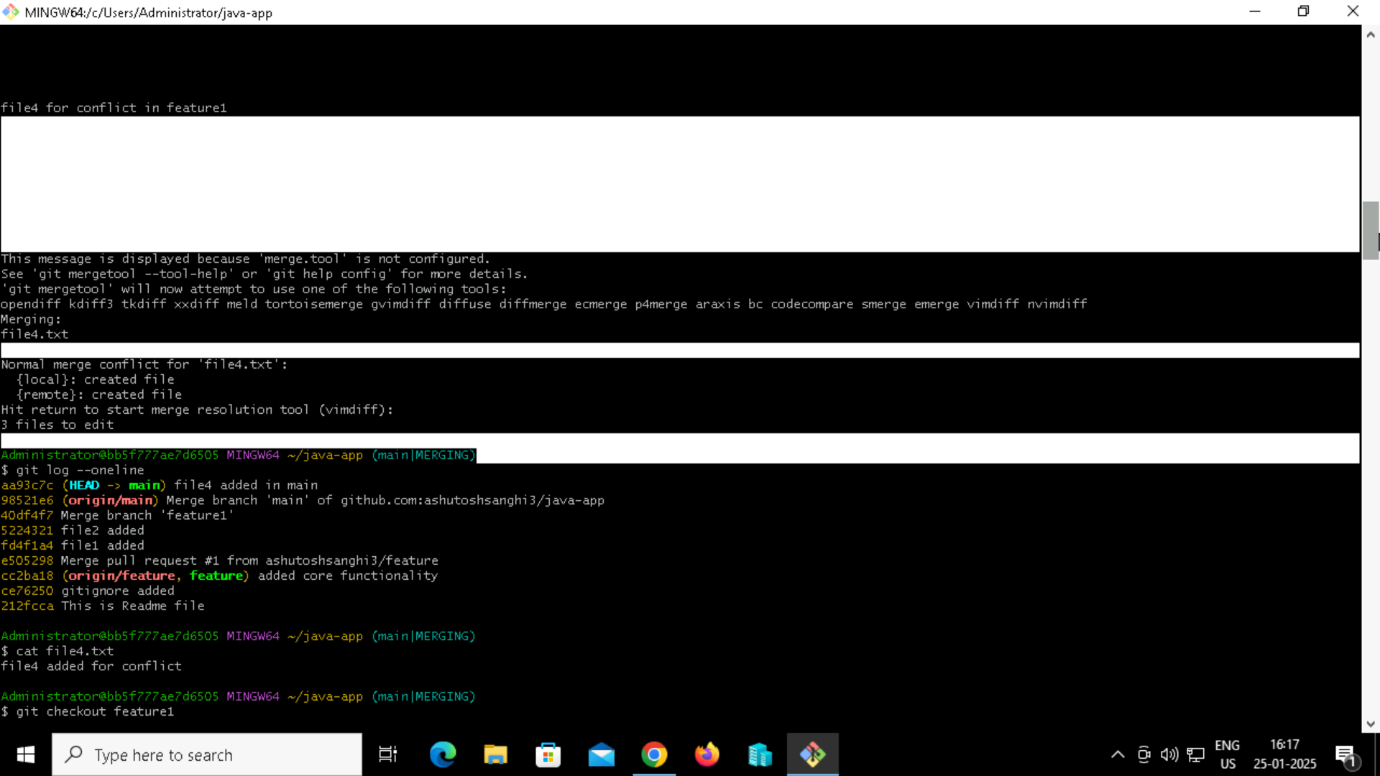 MINGW64:/c/Users/Administrator/java-app
file4 for conflict in feature1
This message is displayed because 'merge.tool' is not configured.
See 'git mergetool --tool-help' or 'git help config' for more details.
'git mergetool' will now attempt to use one of the following tools:
opendiff kdiff3 tkdiff xxdiff meld tortoisemerge gvimdiff diffuse diffmerge ecmerge p4merge araxis bc codecompare smerge emerge vimdiff nvimdiff
Merging:
file4.txt
Normal merge conflict for 'file4.txt':
  {local}: created file
  {remote}: created file
Hit return to start merge resolution tool (vimdiff):
3 files to edit
Administrator@bb5f777ae7d6505 MINGW64 ~/java-app (main|MERGING)
$ git log --oneline
aa93c7c (HEAD -> main) file4 added in main
98521e6 (origin/main) Merge branch 'main' of github.com:ashutoshsanghi3/java-app
40df4f7 Merge branch 'feature1'
5224321 file2 added
fd4f1a4 file1 added
e505298 Merge pull request #1 from ashutoshsanghi3/feature
cc2ba18 (origin/feature, feature) added core functionality
ce76250 gitignore added
212fcca This is Readme file
Administrator@bb5f777ae7d6505 MINGW64 ~/java-app (main|MERGING)
$ cat file4.txt
file4 added for conflict
Administrator@bb5f777ae7d6505 MINGW64 ~/java-app (main|MERGING)
$ git checkout feature1
Type here to search
ENG
US
16:17
25-01-2025
1